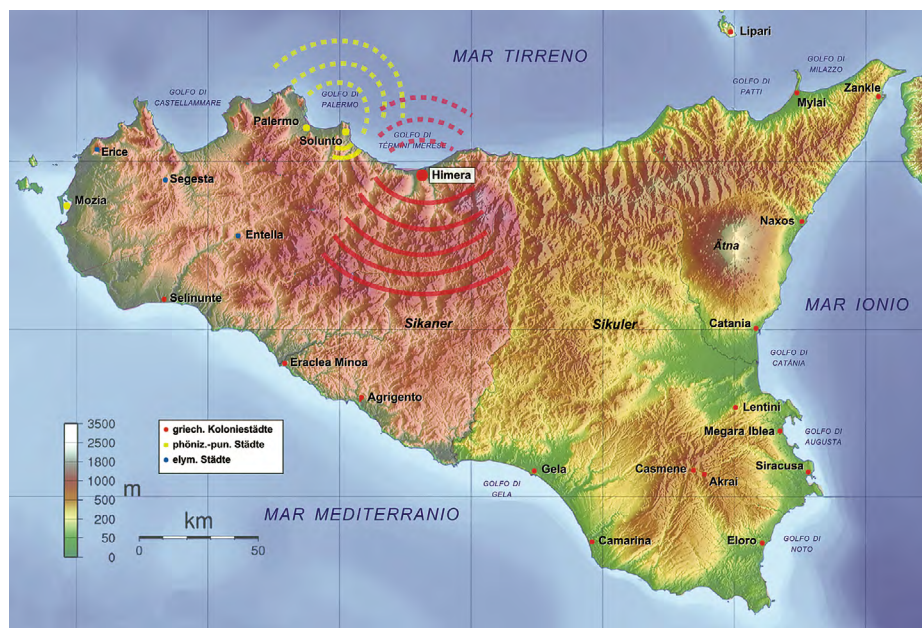 Lipari
MAR TIRRENO
GOLFO DI
MILAZZO
GOLFO DI
PATTI
Zankle
Mylai
GOLFO DI
CASTELLAMMARE
GOLFO DI
PALERMO
Palermo
Solunto
GOLFO DI
TÉRMINI IMERESE
Erice
Segesta
Himera
Mozia
Entella
Naxos
Ätna
Selinunte
MAR IONIO
Sikaner
Sikuler
Catania
GOLFO DI
CATÁNIA
Eraclea Minoa
Agrigento
Lentini
Megara Iblea
GOLFO DI
AUGUSTA
3500
2500
1800
1000
500
200
50
0
m
griech. Koloniestädte
phöniz.-pun. Städte
elym. Städte
Gela
GOLFO DI
GELA
Casmene
Akrai
Siracusa
km
0
50
MAR MEDITERRANIO
Camarina
Eloro
GOLFO DI
NOTO